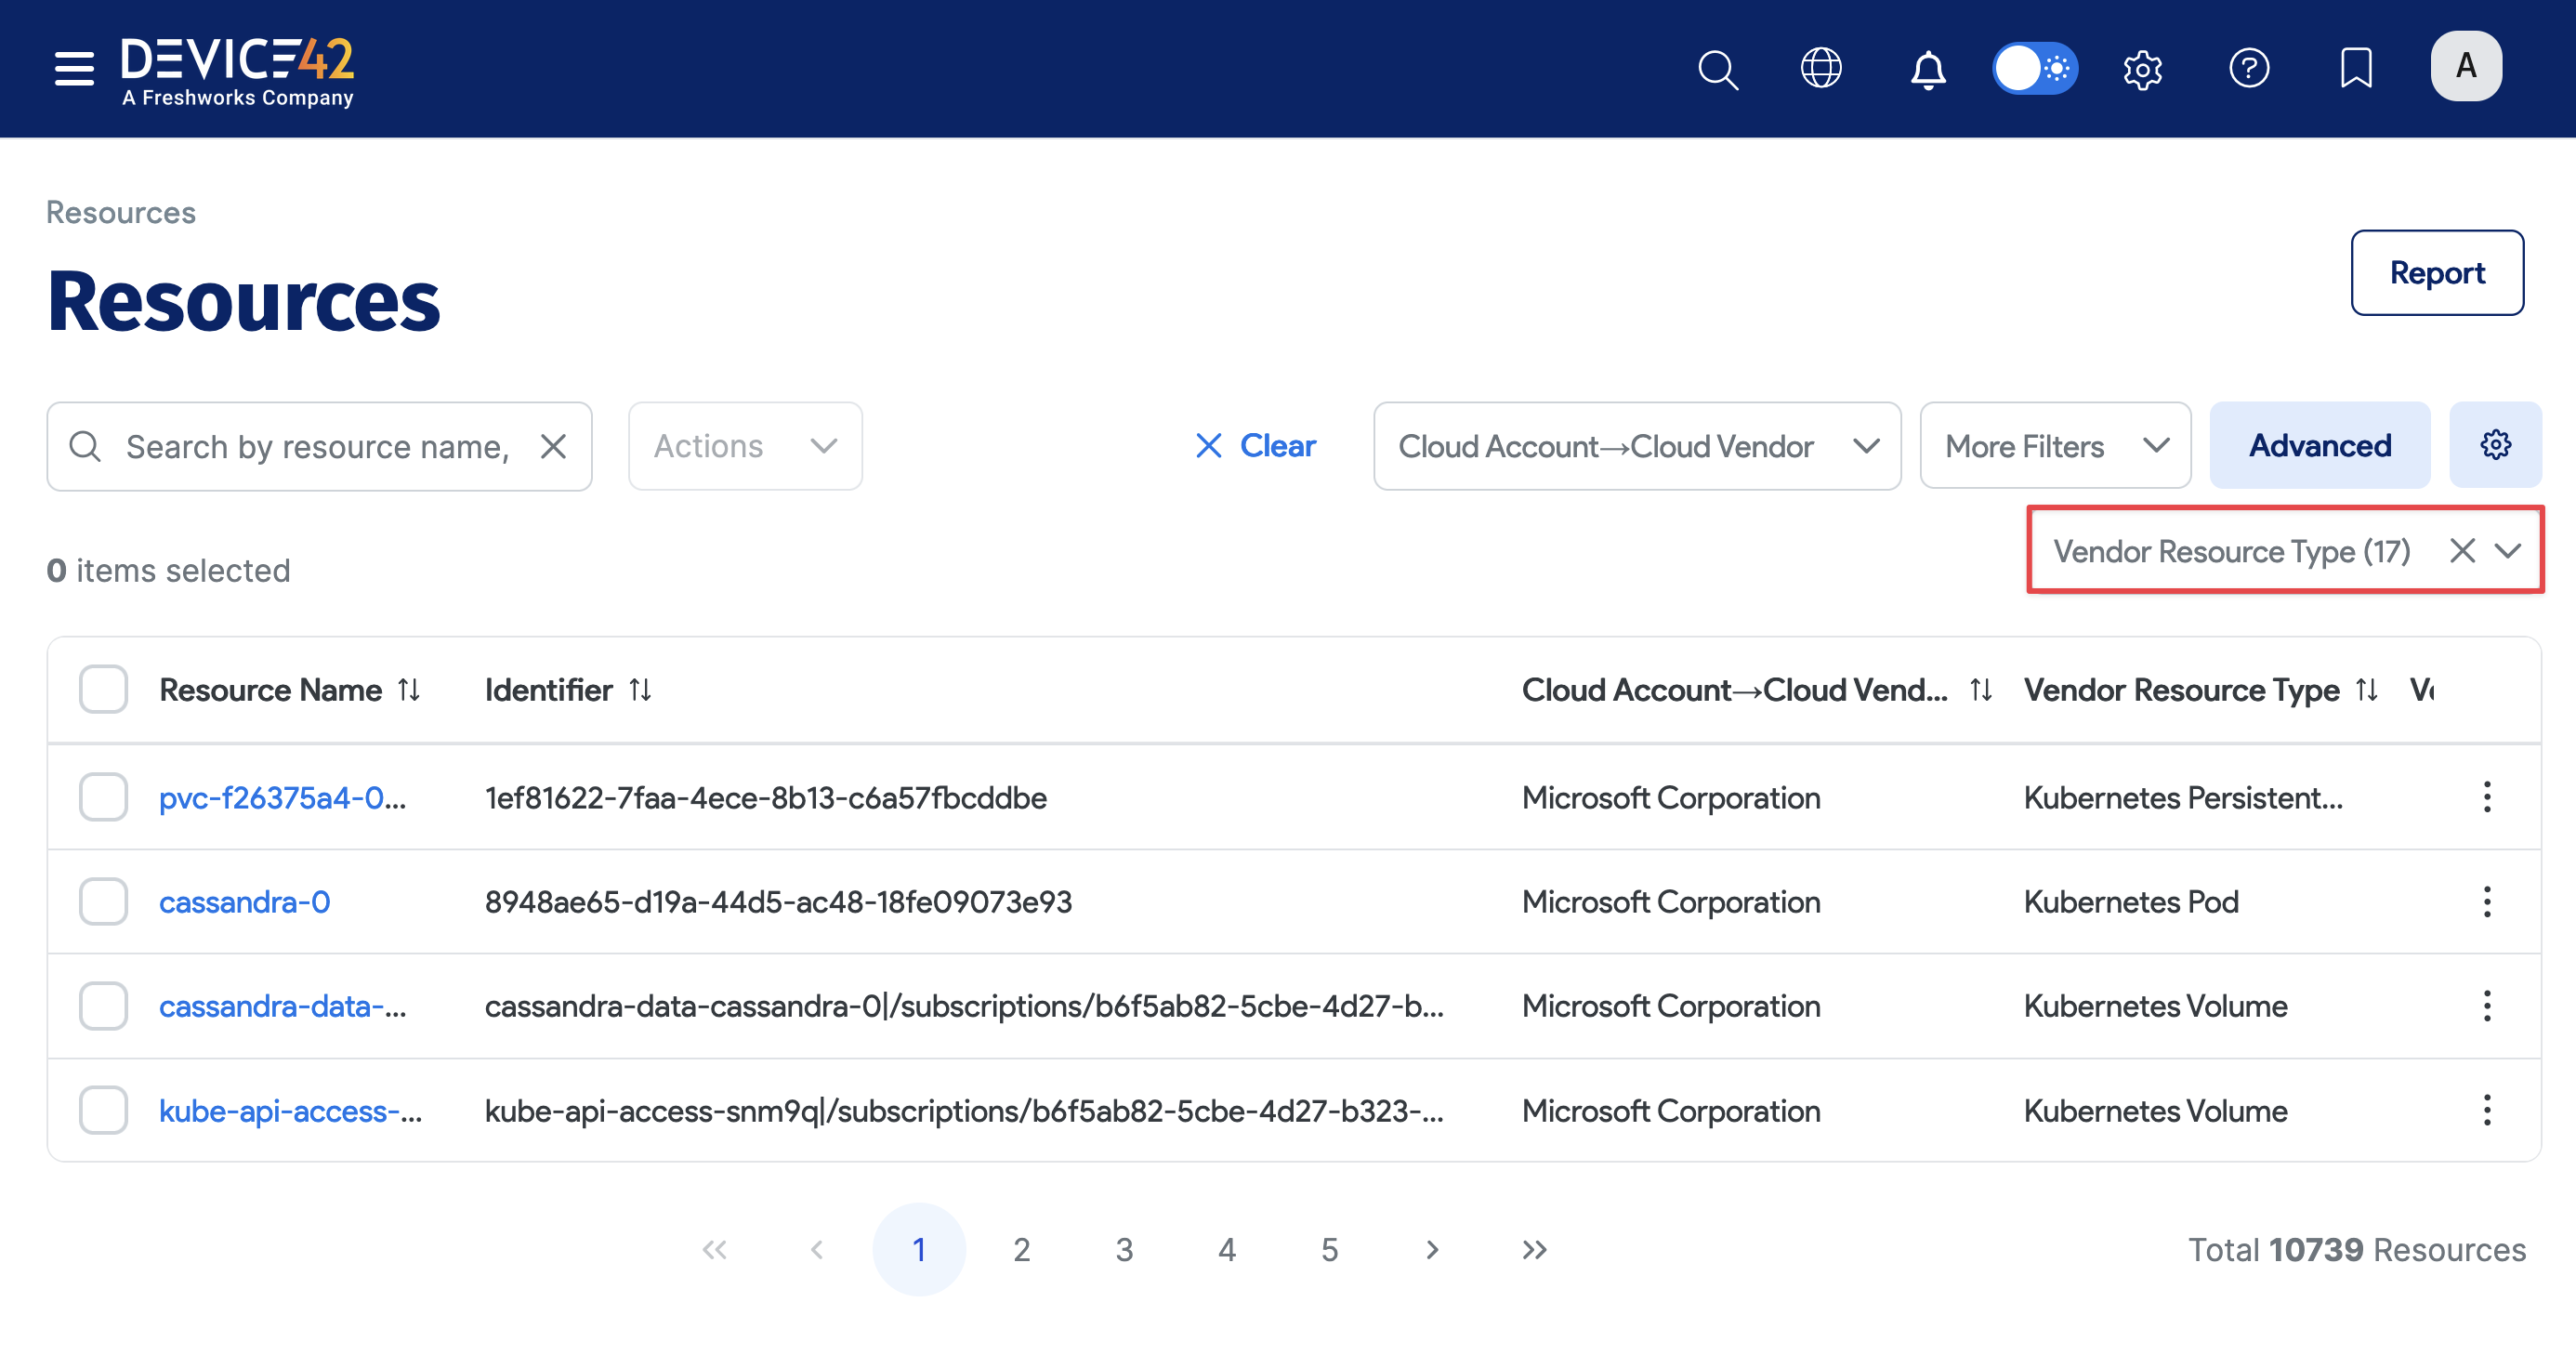 DEVICE42
A Freshworks Company
A
Resources
Resources
Report
Search by resource name,
Actions
Clear
Cloud Account→Cloud Vendor
More Filters
Advanced
Vendor Resource Type (17)
0 items selected
Resource Name
Identifier
Cloud Account→Cloud Vend...
Vendor Resource Type
pvc-f26375a4-0...
1ef81622-7faa-4ece-8b13-c6a57fbcddbe
Microsoft Corporation
Kubernetes Persistent...
cassandra-0
8948ae65-d19a-44d5-ac48-18fe09073e93
Microsoft Corporation
Kubernetes Pod
cassandra-data-...
cassandra-data-cassandra-0|/subscriptions/b6f5ab82-5cbe-4d27-b...
Microsoft Corporation
Kubernetes Volume
kube-api-access-...
kube-api-access-snm9q|/subscriptions/b6f5ab82-5cbe-4d27-b323-...
Microsoft Corporation
Kubernetes Volume
1 2 3 4 5
Total 10739 Resources